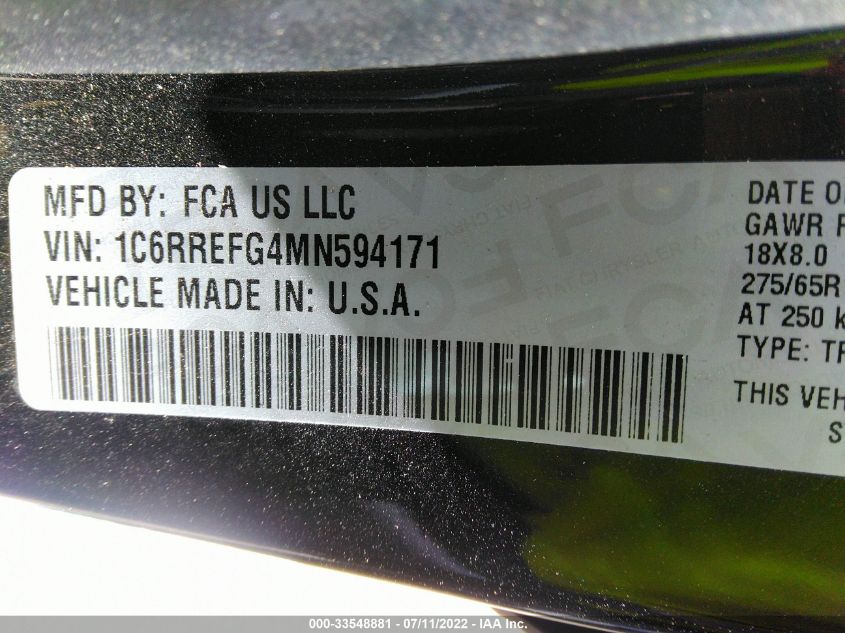 MFD BY: FCA US LLC
VIN: 1C6RREFG4MN594171
VEHICLE MADE IN: U.S.A.
DATE O
GAWR F
18X8.0
275/65R
AT 250 k
TYPE: TR
THIS VEH
S
000-33548881 - 07/11/2022 - IAA Inc.